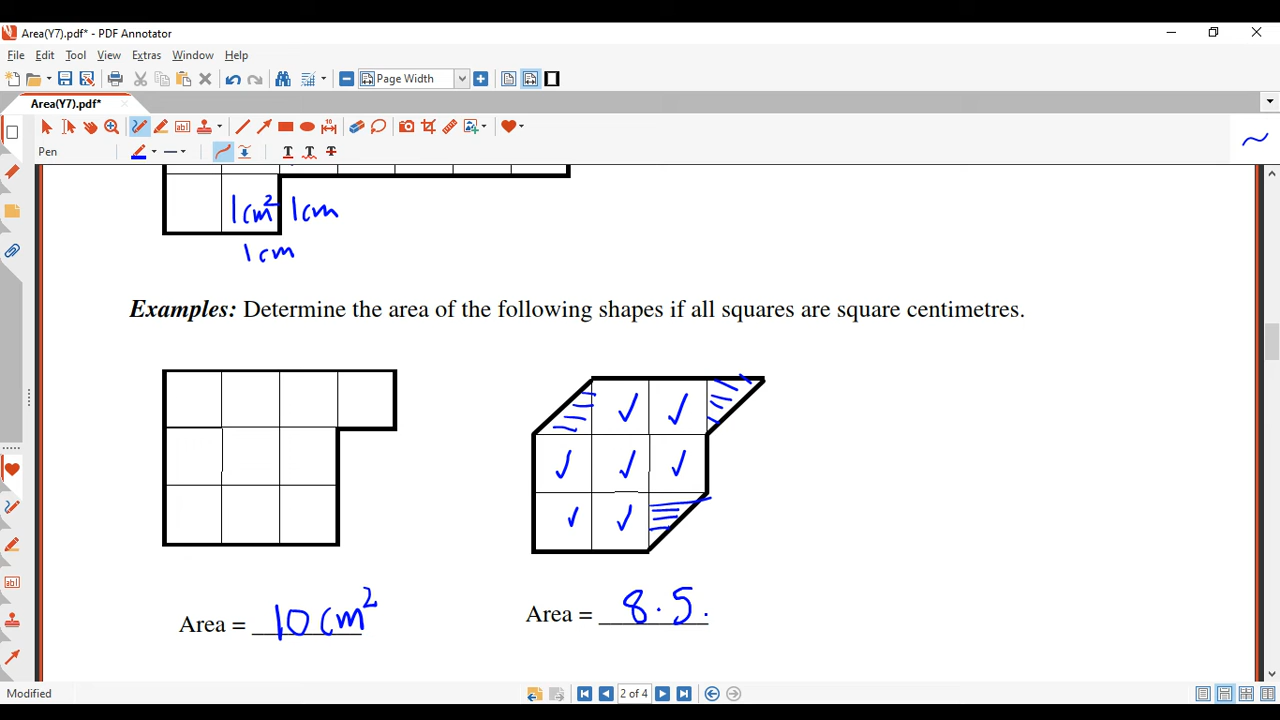 Area(Y7).pdf* - PDF Annotator
File Edit Tool View Extras Window Help
Page Width
Area(Y7).pdf*
Pen
1cm² 1cm
1cm
Examples: Determine the area of the following shapes if all squares are square centimetres.
Area = 10cm²
Area = 8.5.
Modified
2 of 4